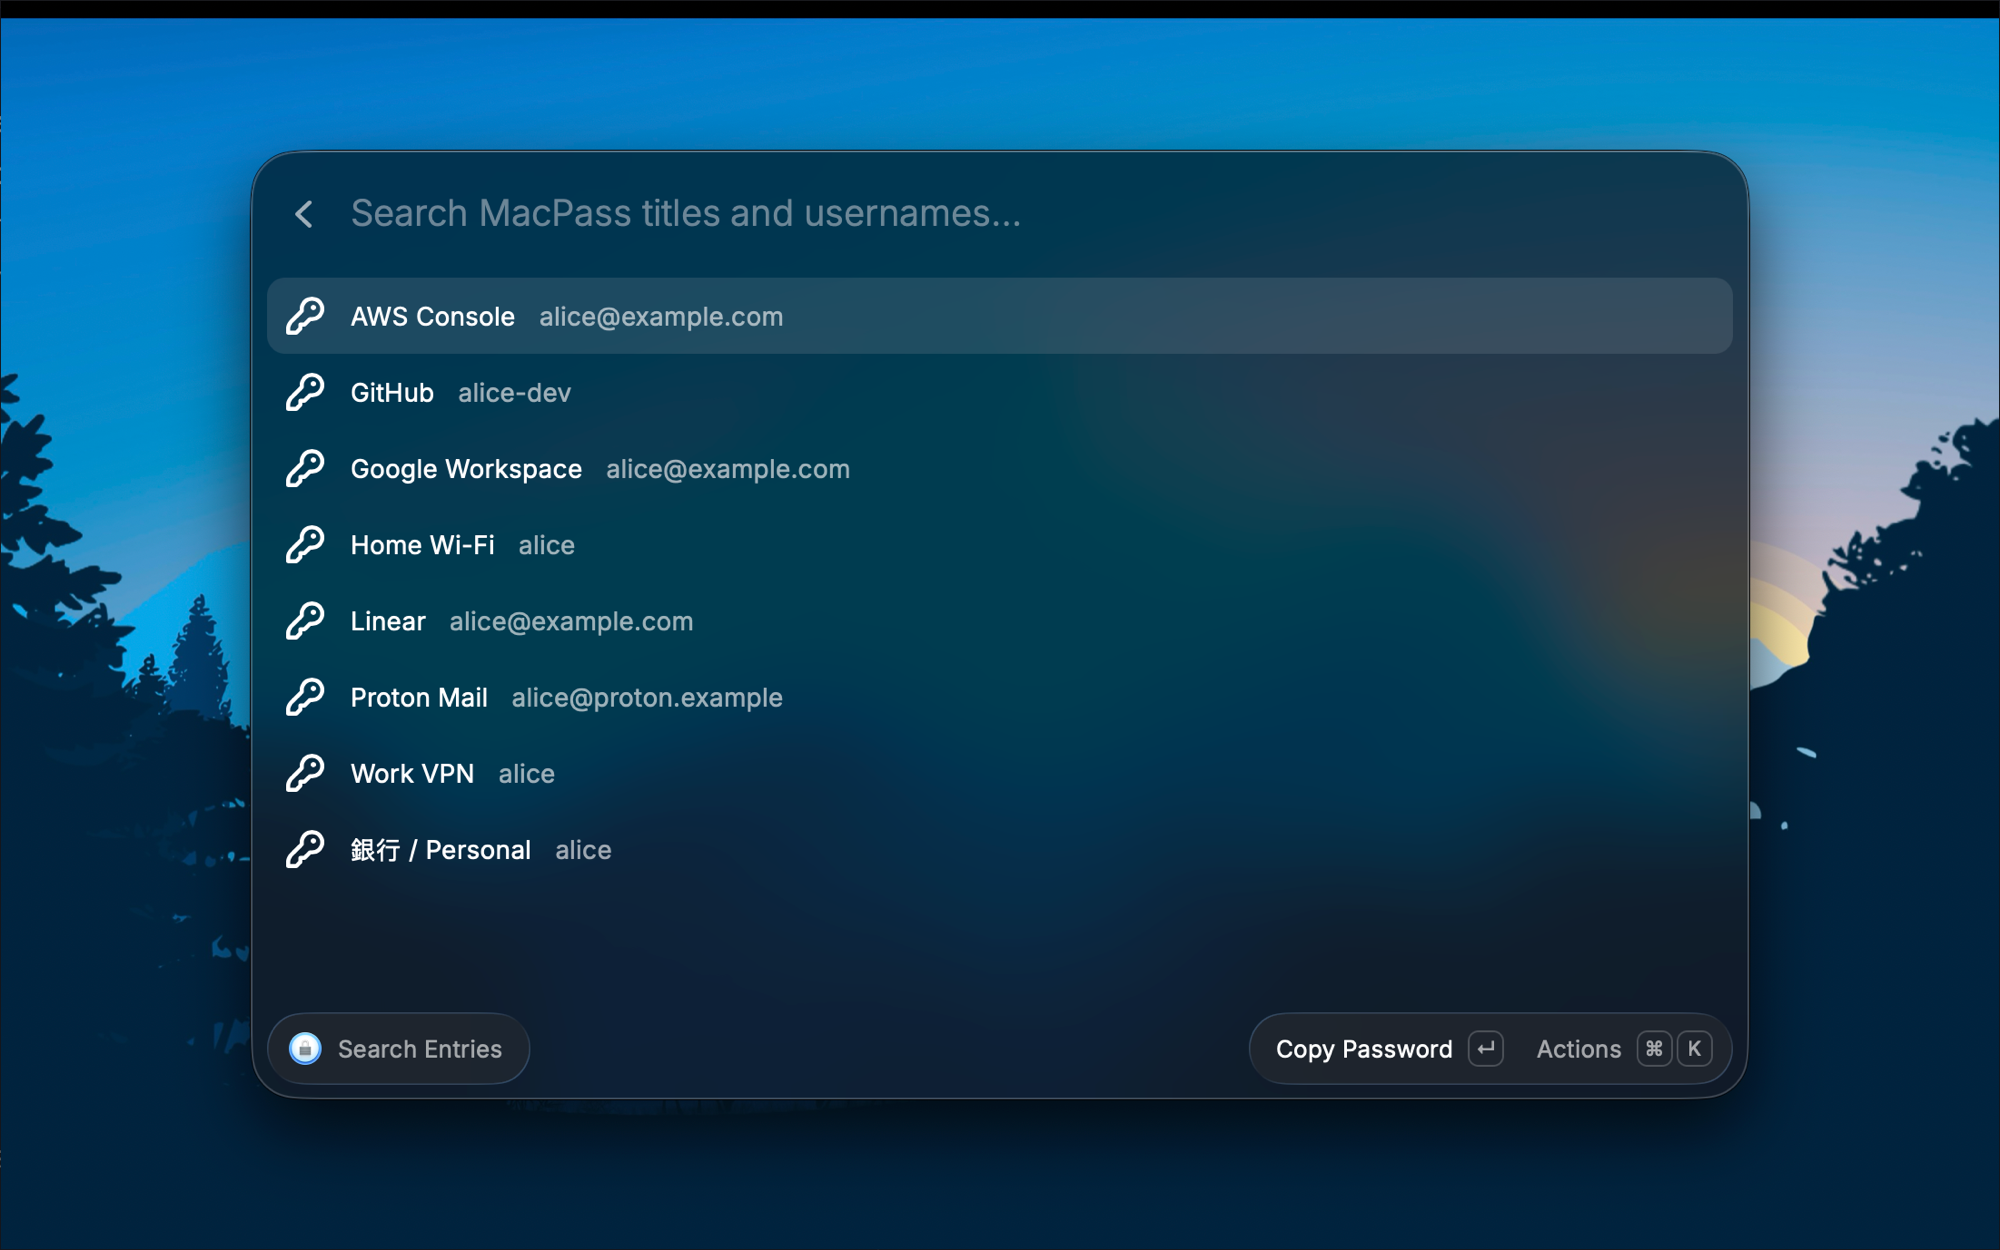 Search MacPass titles and usernames...
AWS Console alice@example.com
GitHub alice-dev
Google Workspace alice@example.com
Home Wi-Fi alice
Linear alice@example.com
Proton Mail alice@proton.example
Work VPN alice
銀行 / Personal alice
Search Entries Copy Password ↵ Actions ⌘ K